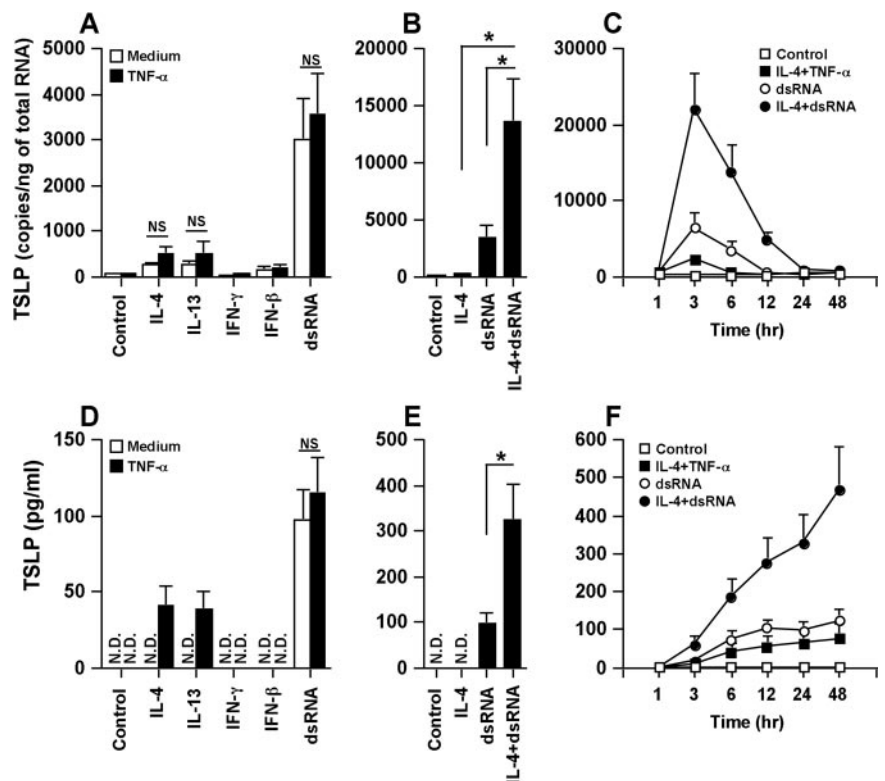 A
TSLP (copies/ng of total RNA)
5000
4000
3000
2000
1000
0
Medium
TNF-α
NS
NS
NS
Control
IL-4
IL-13
IFN-γ
IFN-β
dsRNA
B
20000
15000
10000
5000
0
*
*
Control
IL-4
dsRNA
IL-4+dsRNA
C
30000
20000
10000
0
Control
IL-4+TNF-α
dsRNA
IL-4+dsRNA
1 3 6 12 24 48
Time (hr)
D
TSLP (pg/ml)
150
100
50
0
Medium
TNF-α
NS
N.D.
N.D.
N.D.
N.D.
N.D.
N.D.
N.D.
N.D.
Control
IL-4
IL-13
IFN-γ
IFN-β
dsRNA
E
500
400
300
200
100
0
*
N.D.
N.D.
Control
IL-4
dsRNA
IL-4+dsRNA
F
600
500
400
300
200
100
0
Control
IL-4+TNF-α
dsRNA
IL-4+dsRNA
1 3 6 12 24 48
Time (hr)